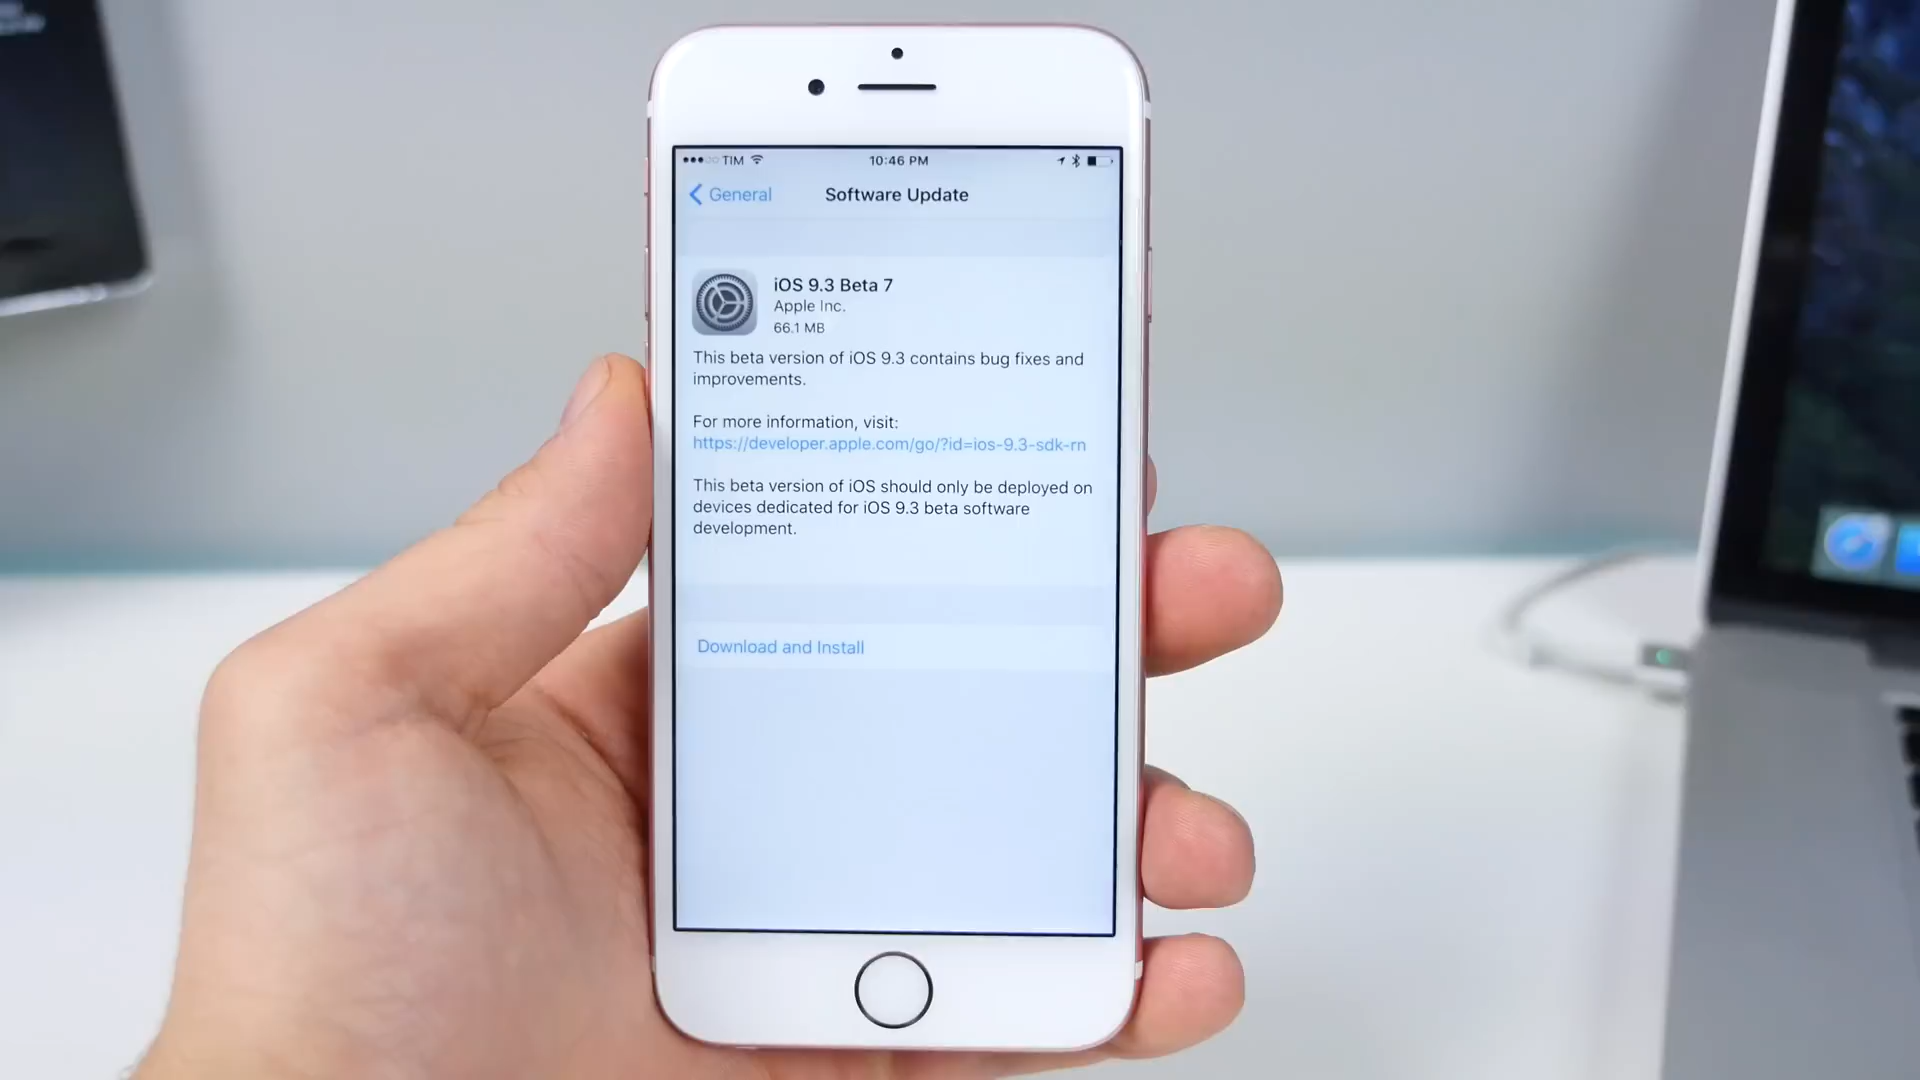 TIM 10:46 PM
General Software Update
iOS 9.3 Beta 7
Apple Inc.
66.1 MB
This beta version of iOS 9.3 contains bug fixes and
improvements.
For more information, visit:
https://developer.apple.com/go/?id=ios-9.3-sdk-rn
This beta version of iOS should only be deployed on
devices dedicated for iOS 9.3 beta software
development.
Download and Install